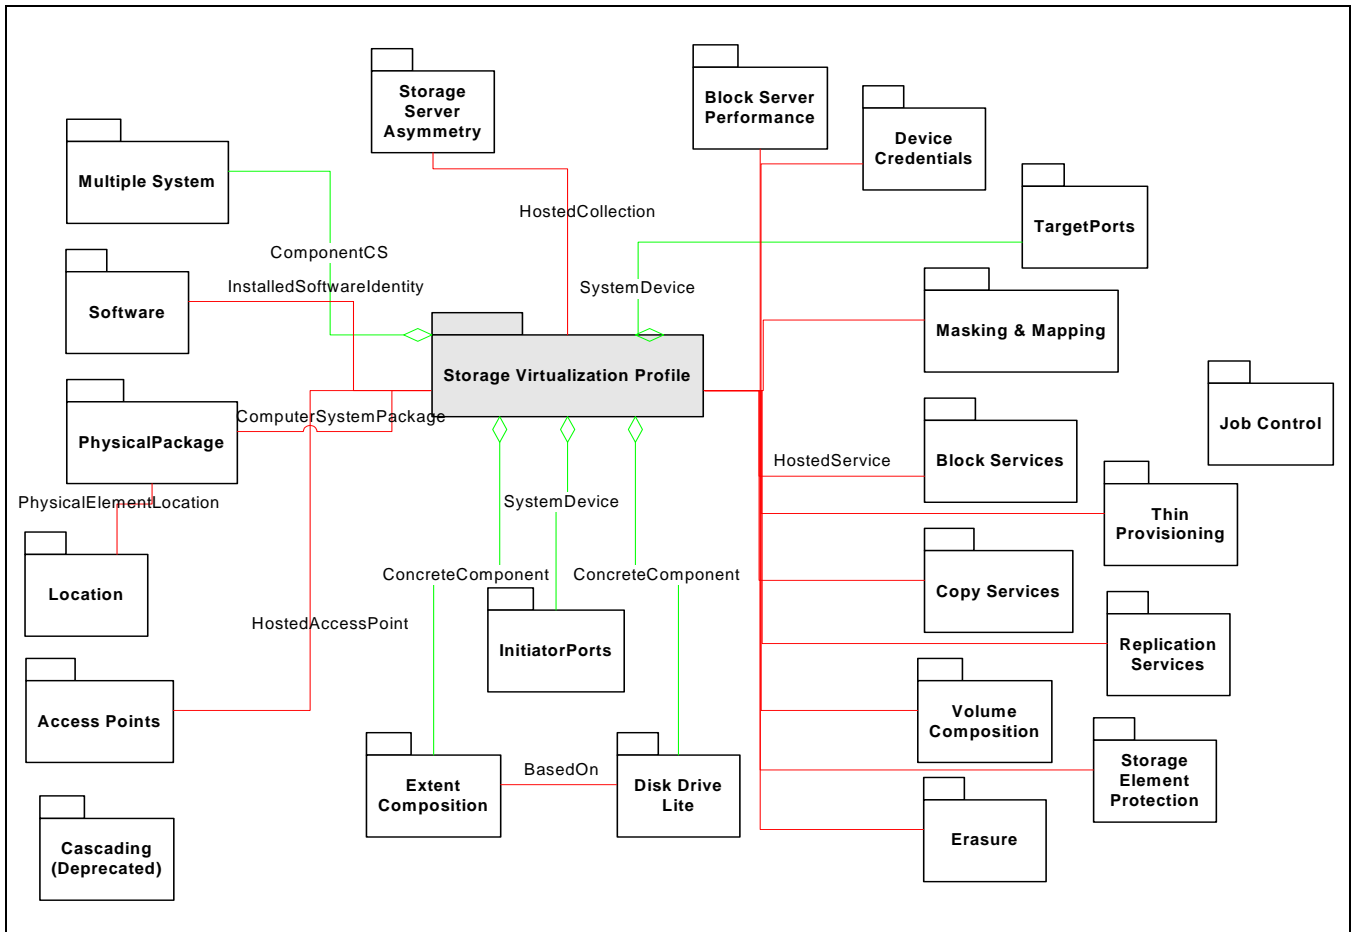 Storage
Server
Asymmetry
Block Server
Performance
Device
Credentials
Multiple System
HostedCollection
TargetPorts
ComponentCS
InstalledSoftwareIdentity
SystemDevice
Software
Masking & Mapping
Storage Virtualization Profile
ComputerSystemPackage
PhysicalPackage
Job Control
HostedService
Block Services
PhysicalElementLocation
SystemDevice
Thin
Provisioning
ConcreteComponent
ConcreteComponent
Location
Copy Services
HostedAccessPoint
InitiatorPorts
Replication
Services
Access Points
Volume
Composition
BasedOn
Extent
Composition
Disk Drive
Lite
Storage
Element
Protection
Cascading
(Deprecated)
Erasure